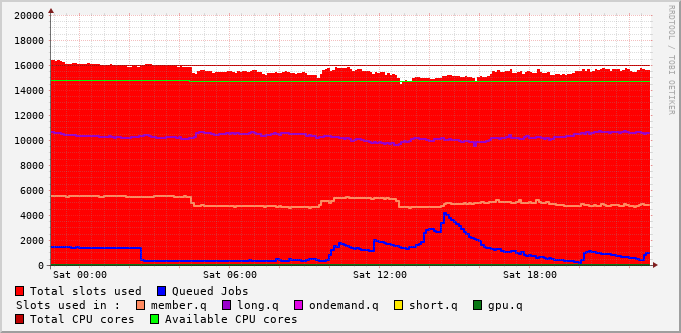 20000
18000
16000
14000
12000
10000
8000
6000
4000
2000
0
Sat 00:00 Sat 06:00 Sat 12:00 Sat 18:00
Total slots used Queued Jobs
Slots used in : member.q long.q ondemand.q short.q gpu.q
Total CPU cores Available CPU cores
RRDTOOL / TOBI OETIKER